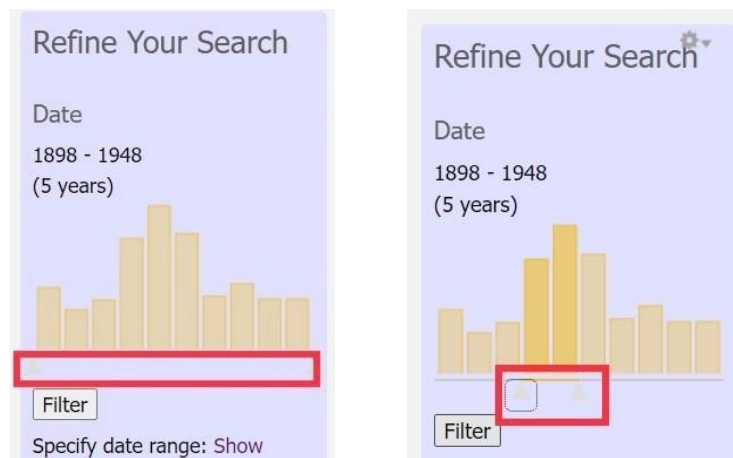 Refine Your Search
Date
1898 - 1948
(5 years)
Filter
Specify date range: Show
Refine Your Search
Date
1898 - 1948
(5 years)
Filter